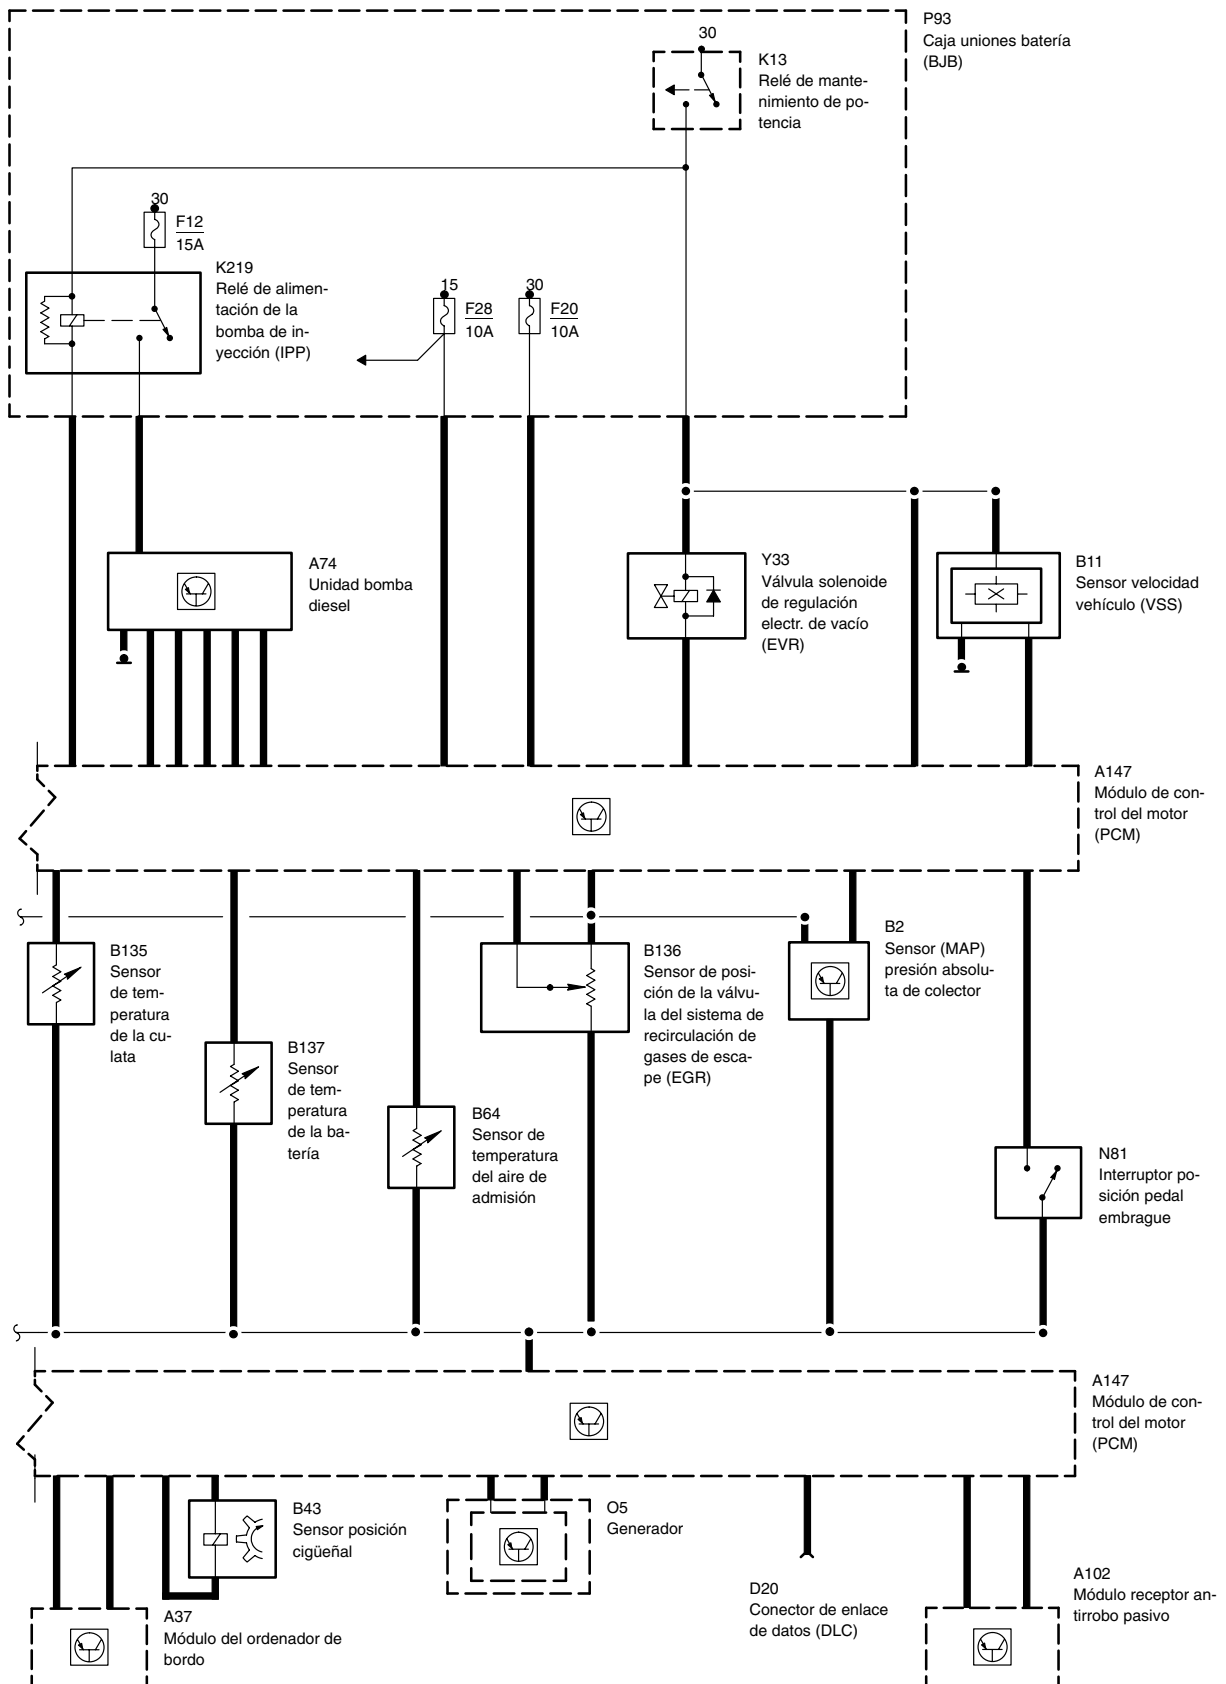 P93
Caja uniones batería
(BJB)
30
K13
Relé de mante-
nimiento de po-
tencia
30
F12
15A
K219
Relé de alimen-
tación de la
bomba de in-
yección (IPP)
15
F28
10A
30
F20
10A
A74
Unidad bomba
diesel
Y33
Válvula solenoide
de regulación
electr. de vacío
(EVR)
B11
Sensor velocidad
vehículo (VSS)
A147
Módulo de con-
trol del motor
(PCM)
B135
Sensor
de tem-
peratura
de la cu-
lata
B137
Sensor
de tem-
peratura
de la ba-
tería
B64
Sensor de
temperatura
del aire de
admisión
B136
Sensor de posi-
ción de la válvu-
la del sistema de
recirculación de
gases de esca-
pe (EGR)
B2
Sensor (MAP)
presión absolu-
ta de colector
N81
Interruptor po-
sición pedal
embrague
A147
Módulo de con-
trol del motor
(PCM)
B43
Sensor posición
cigüeñal
O5
Generador
D20
Conector de enlace
de datos (DLC)
A102
Módulo receptor an-
tirrobo pasivo
A37
Módulo del ordenador de
bordo